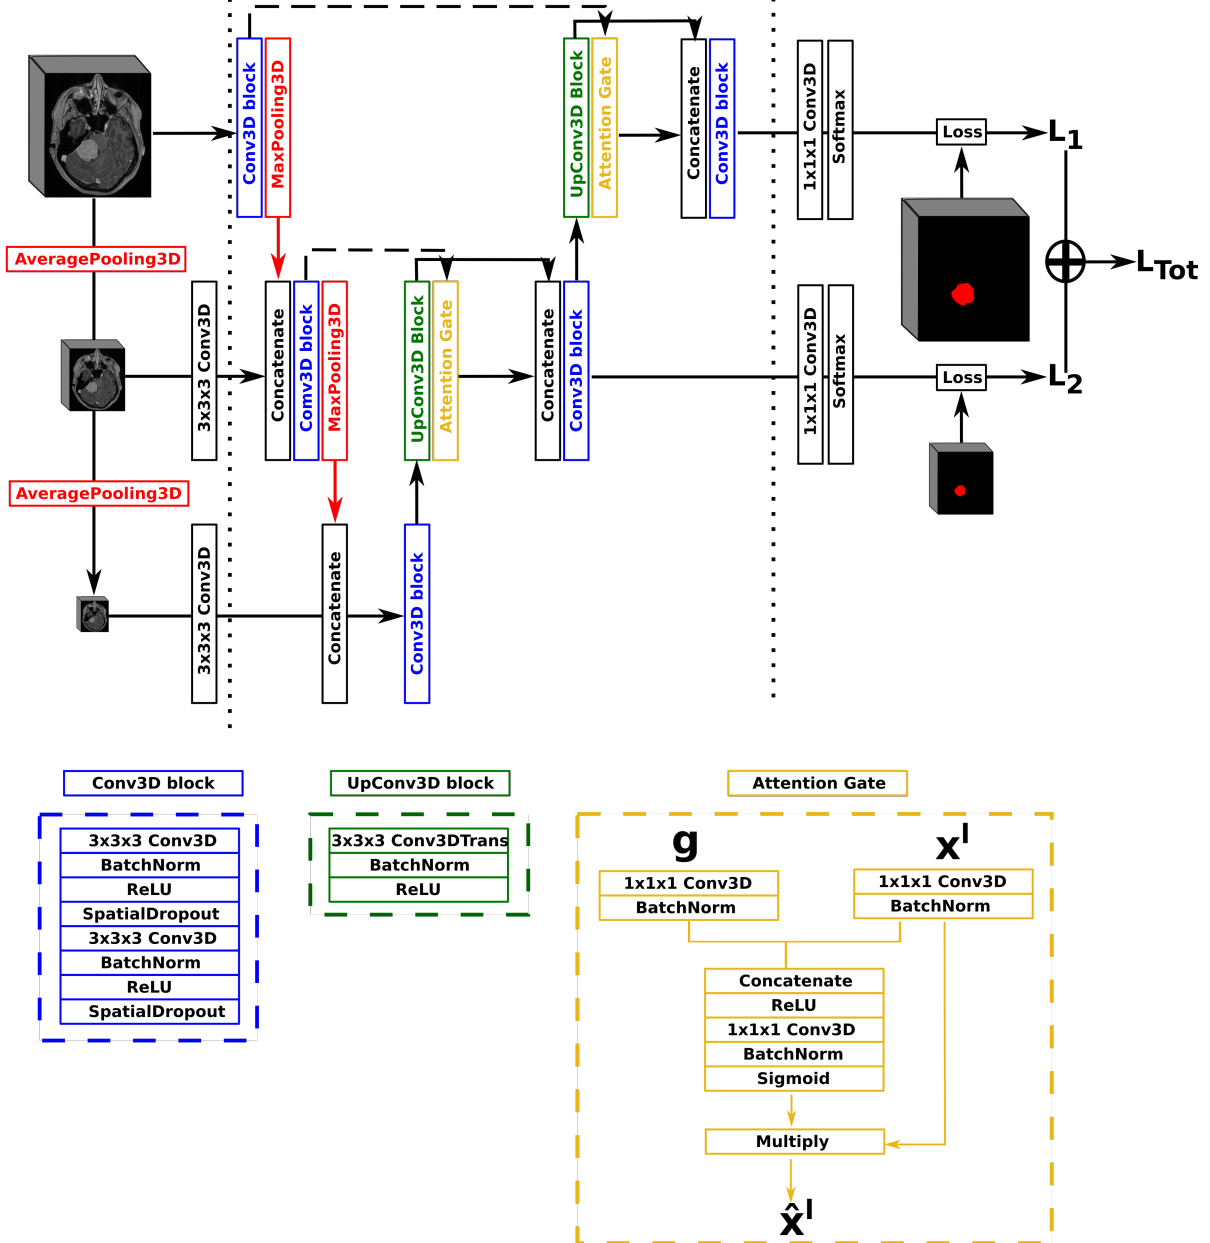 Conv3D block
MaxPooling3D
UpConv3D Block
Attention Gate
Concatenate
Conv3D block
1x1x1 Conv3D
Softmax
Loss
L1
AveragePooling3D
LTot
3x3x3 Conv3D
Concatenate
Comv3D block
MaxPooling3D
UpConv3D Block
Attention Gate
Concatenate
Conv3D block
1x1x1 Conv3D
Softmax
Loss
L2
AveragePooling3D
3x3x3 Conv3D
Concatenate
Conv3D block
Conv3D block
3x3x3 Conv3D
BatchNorm
ReLU
SpatialDropout
3x3x3 Conv3D
BatchNorm
ReLU
SpatialDropout
UpConv3D block
3x3x3 Conv3DTrans
BatchNorm
ReLU
Attention Gate
g
xl
1x1x1 Conv3D
BatchNorm
1x1x1 Conv3D
BatchNorm
Concatenate
ReLU
1x1x1 Conv3D
BatchNorm
Sigmoid
Multiply
x̂l